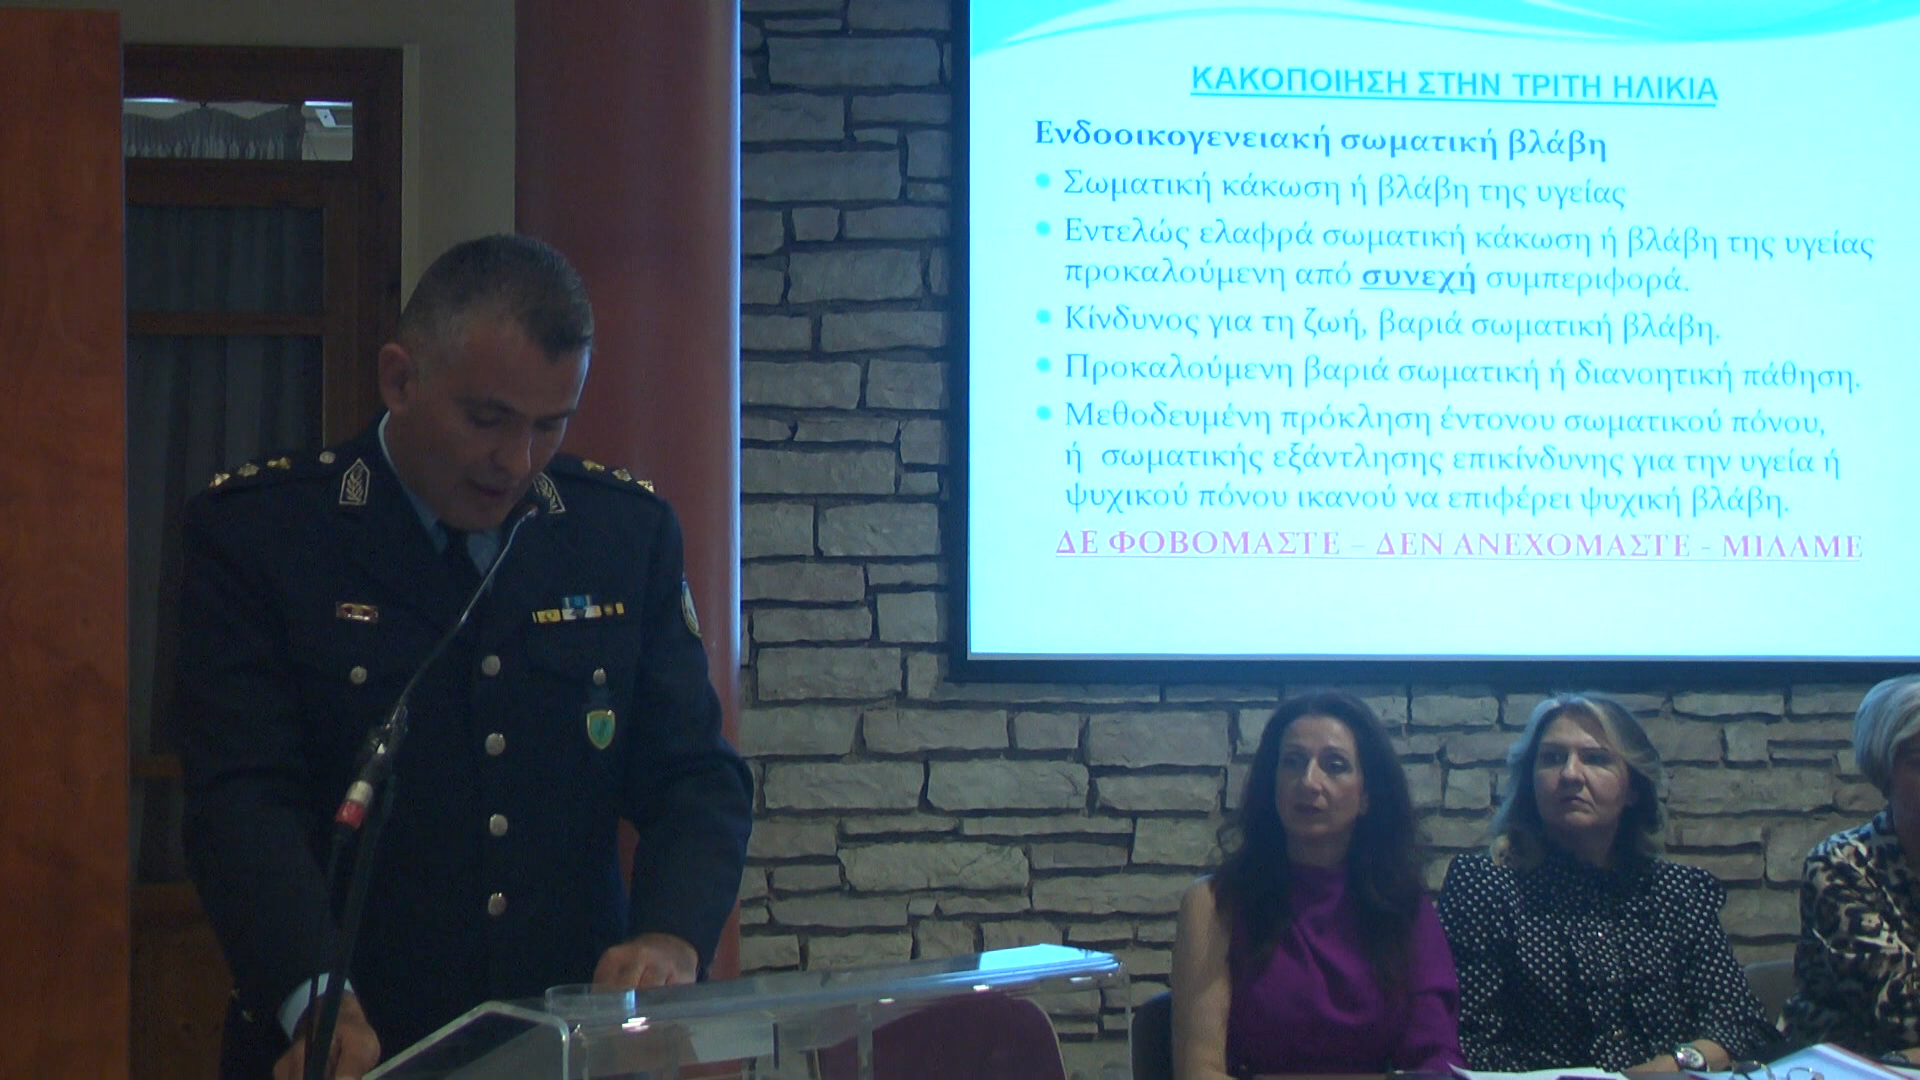 ΚΑΚΟΠΟΙΗΣΗ ΣΤΗΝ ΤΡΙΤΗ ΗΛΙΚΙΑ
Ενδοοικογενειακή σωματική βλάβη
• Σωματική κάκωση ή βλάβη της υγείας
• Εντελώς ελαφρά σωματική κάκωση ή βλάβη της υγείας
προκαλούμενη από συνεχή συμπεριφορά.
• Κίνδυνος για τη ζωή, βαριά σωματική βλάβη.
• Προκαλούμενη βαριά σωματική ή διανοητική πάθηση.
• Μεθοδευμένη πρόκληση έντονου σωματικού πόνου,
ή σωματικής εξάντλησης επικίνδυνης για την υγεία ή
ψυχικού πόνου ικανού να επιφέρει ψυχική βλάβη.
ΔΕ ΦΟΒΟΜΑΣΤΕ – ΔΕΝ ΑΝΕΧΟΜΑΣΤΕ - ΜΙΛΑΜΕ